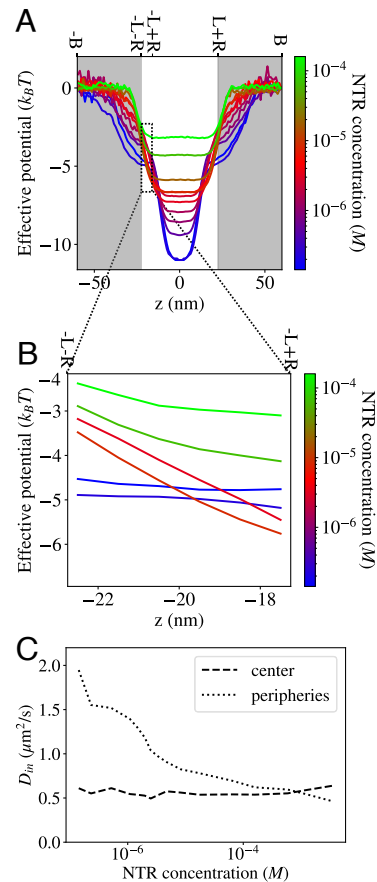 A
-B
-L-R
-L+R
L+R
B
0
−5
−10
Effective potential (k_BT)
−50
0
50
z (nm)
10⁻⁴
10⁻⁵
10⁻⁶
NTR concentration (M)
B
-L-R
-L+R
−4
−3
−4
−5
−6
Effective potential (k_BT)
−22
−20
−18
z (nm)
10⁻⁴
10⁻⁵
10⁻⁶
NTR concentration (M)
C
2.0
1.5
1.0
0.5
0.0
D_in (μm²/s)
center
peripheries
10⁻⁶
10⁻⁴
NTR concentration (M)